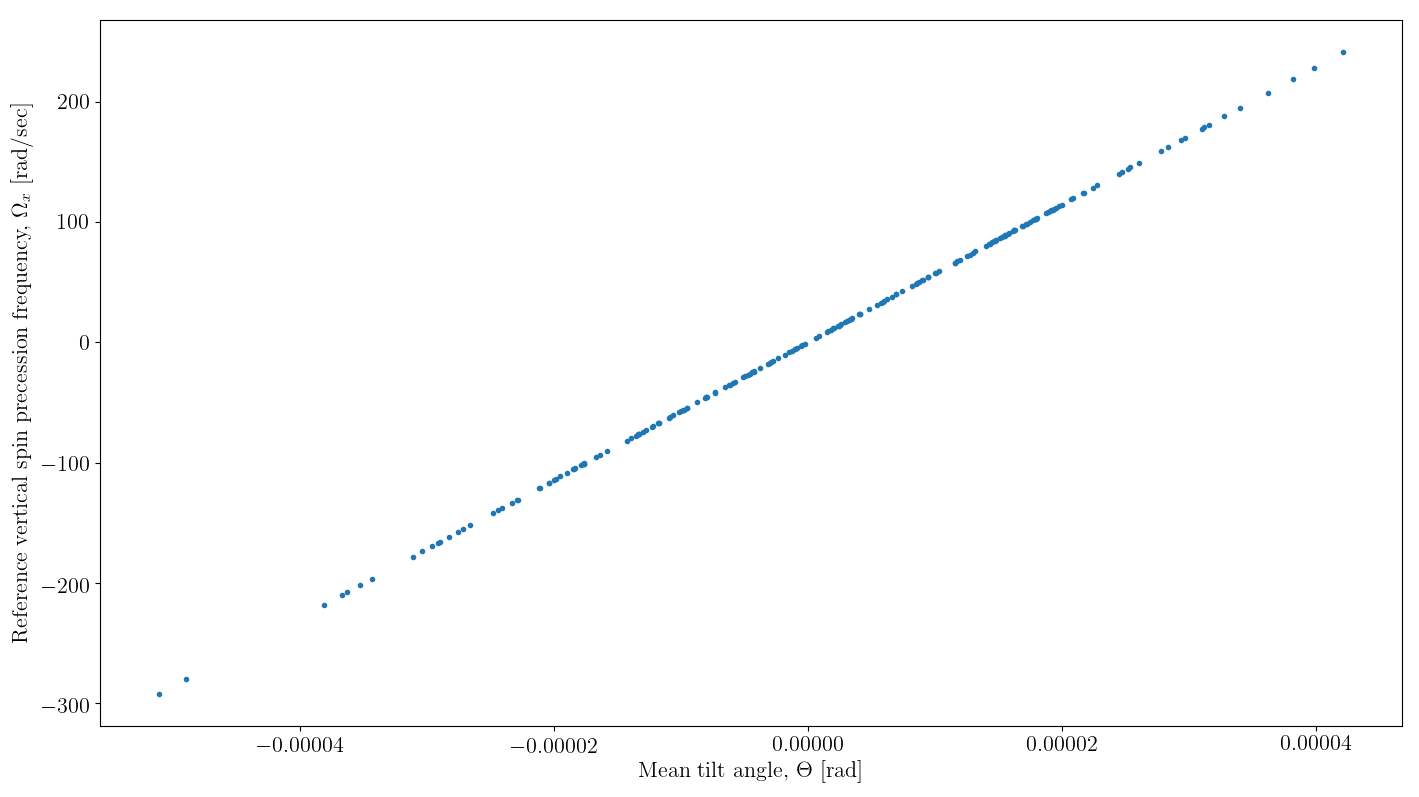 Reference vertical spin precession frequency, Ωₓ [rad/sec]
200
100
0
−100
−200
−300
−0.00004 −0.00002 0.00000 0.00002 0.00004
Mean tilt angle, Θ [rad]